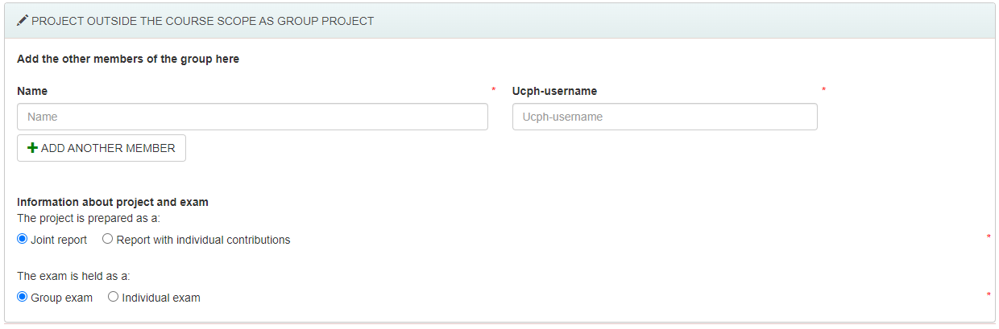 PROJECT OUTSIDE THE COURSE SCOPE AS GROUP PROJECT
Add the other members of the group here
Name * Ucph-username *
Name Ucph-username
ADD ANOTHER MEMBER
Information about project and exam
The project is prepared as a:
Joint report Report with individual contributions *
The exam is held as a:
Group exam Individual exam *